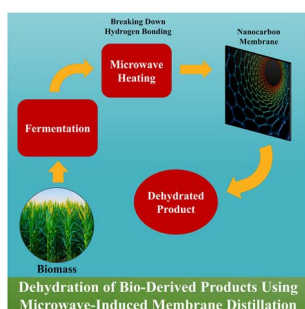 Breaking Down
Hydrogen Bonding
Nanocarbon
Membrane
Microwave
Heating
Fermentation
Dehydrated
Product
Biomass
Dehydration of Bio-Derived Products Using
Microwave-Induced Membrane Distillation